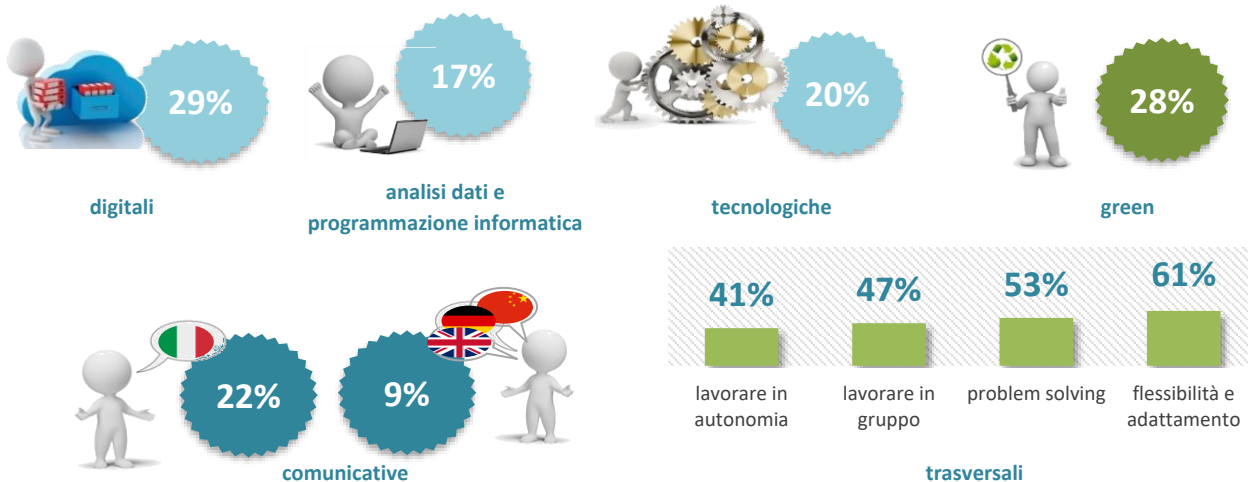 29%
17%
20%
28%
digitali
analisi dati e
programmazione informatica
tecnologiche
green
22%
9%
comunicative
41%
47%
53%
61%
lavorare in
autonomia
lavorare in
gruppo
problem solving
flessibilità e
adattamento
trasversali